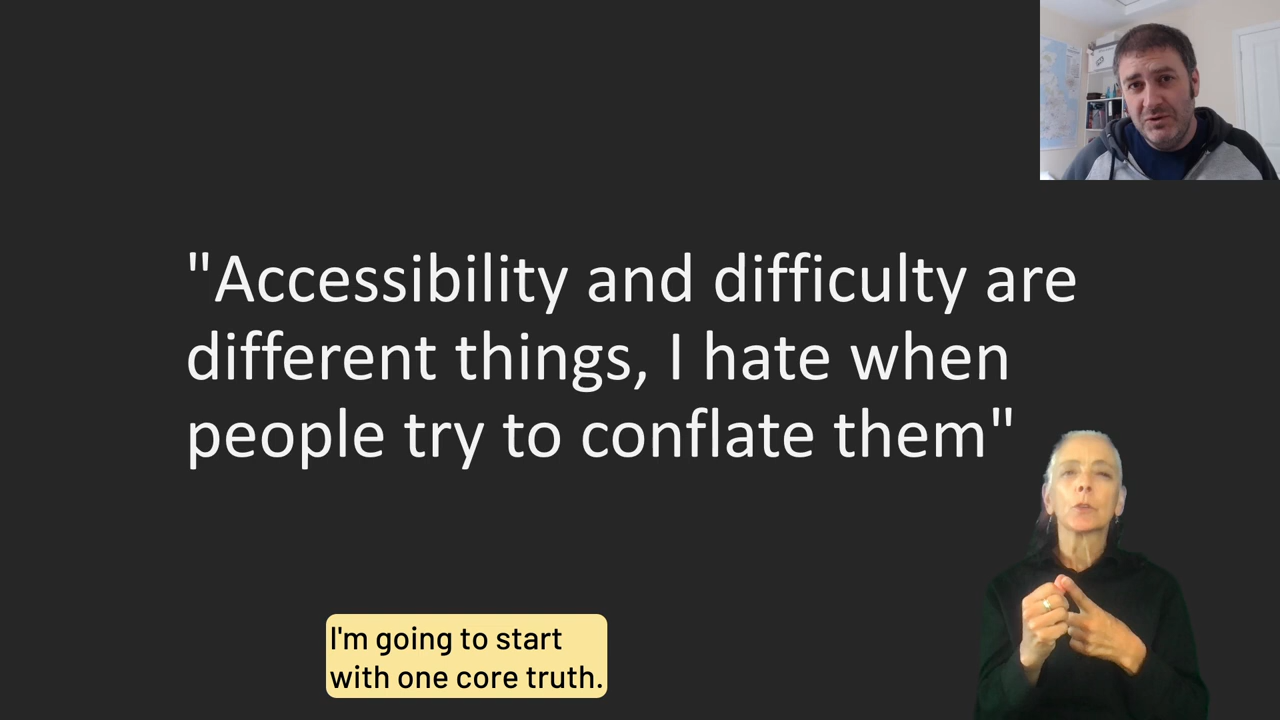 "Accessibility and difficulty are
different things, I hate when
people try to conflate them"
I'm going to start
with one core truth.